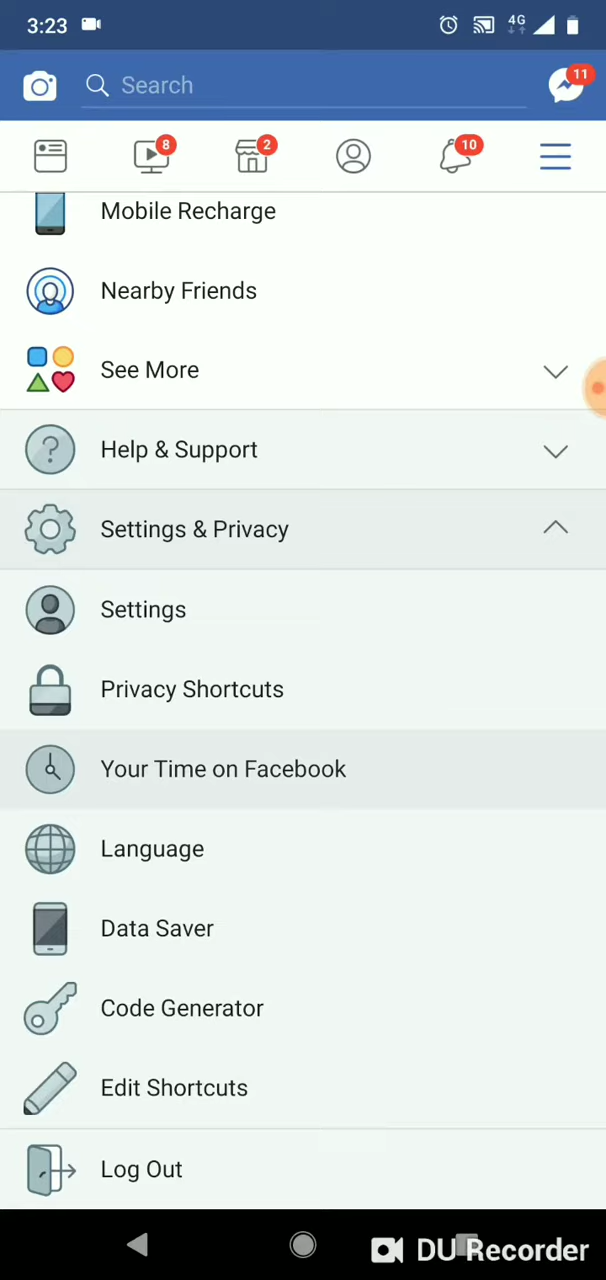 3:23
4G
Search
11
8
2
10
Mobile Recharge
Nearby Friends
See More
Help & Support
Settings & Privacy
Settings
Privacy Shortcuts
Your Time on Facebook
Language
Data Saver
Code Generator
Edit Shortcuts
Log Out
DU Recorder